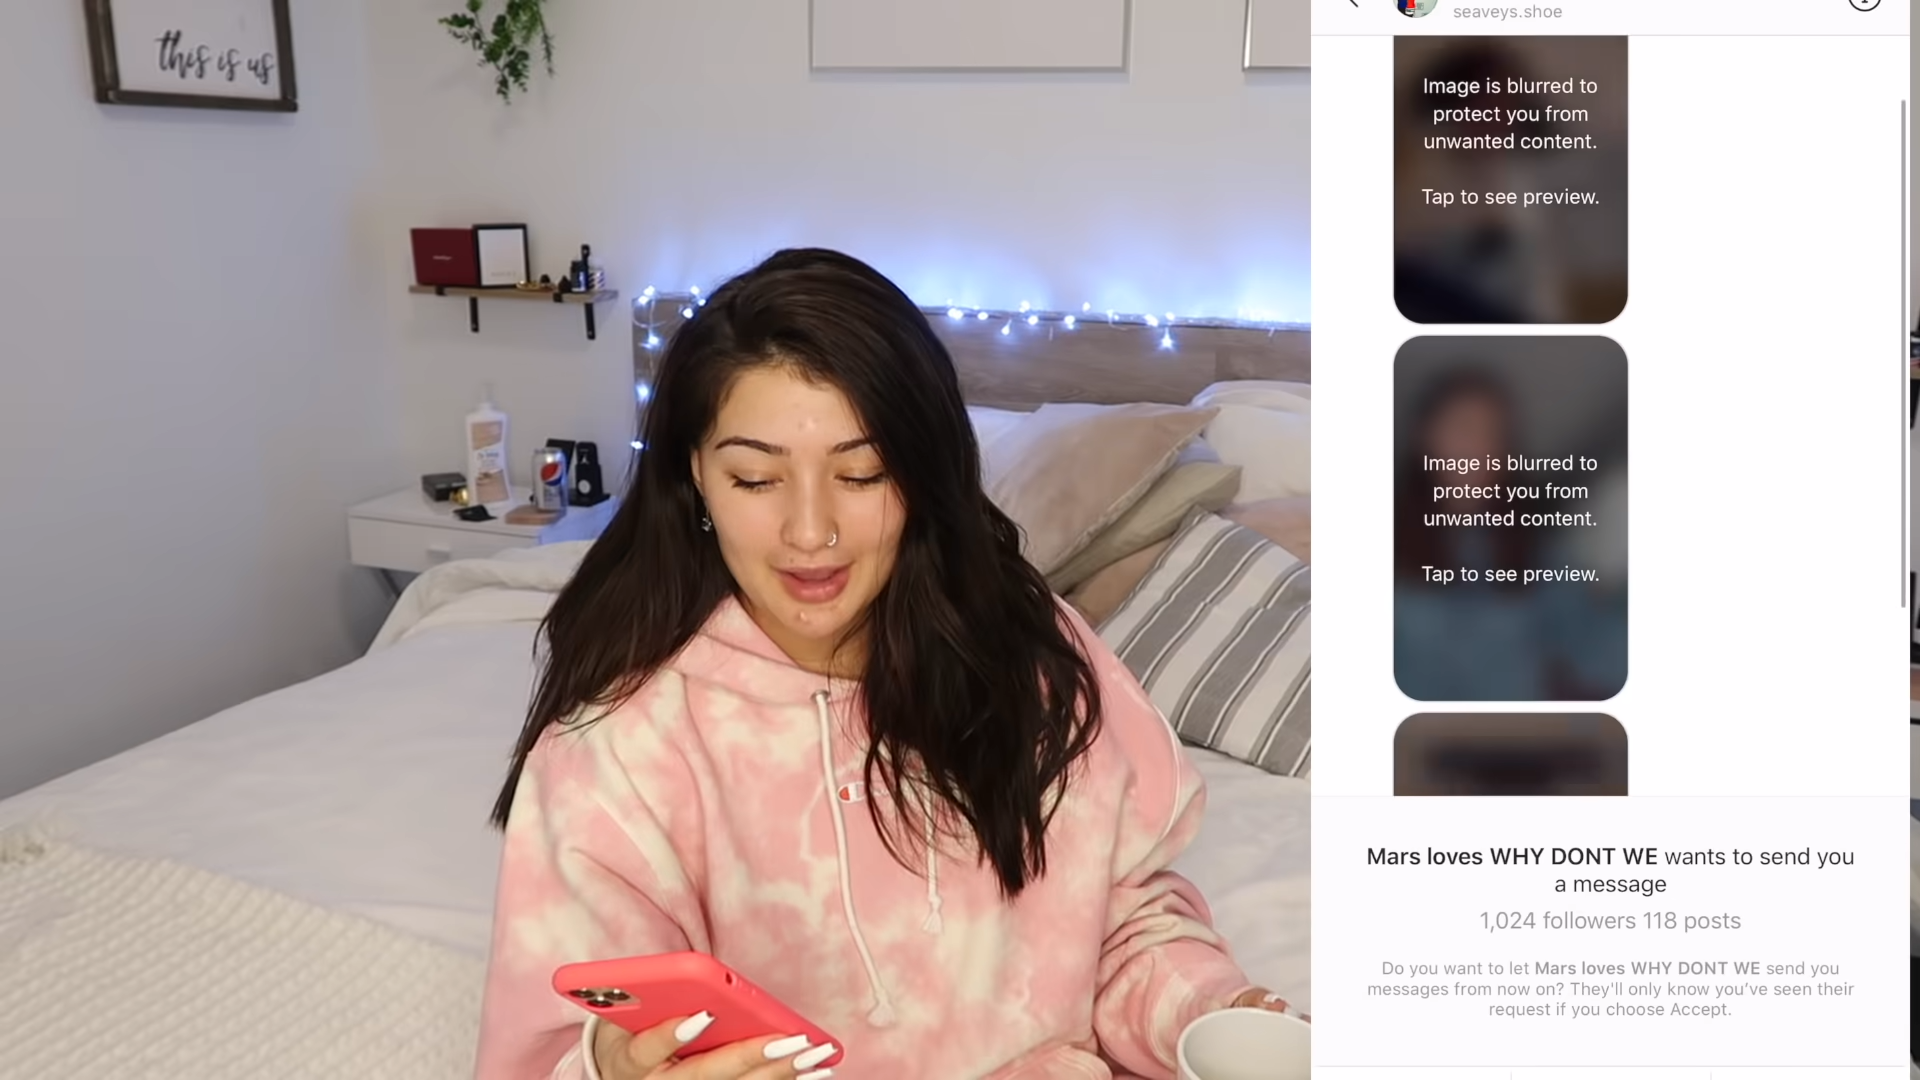 this is us
seaveys.shoe
Image is blurred to
protect you from
unwanted content.
Tap to see preview.
Image is blurred to
protect you from
unwanted content.
Tap to see preview.
Mars loves WHY DONT WE wants to send you
a message
1,024 followers 118 posts
Do you want to let Mars loves WHY DONT WE send you
messages from now on? They'll only know you've seen their
request if you choose Accept.